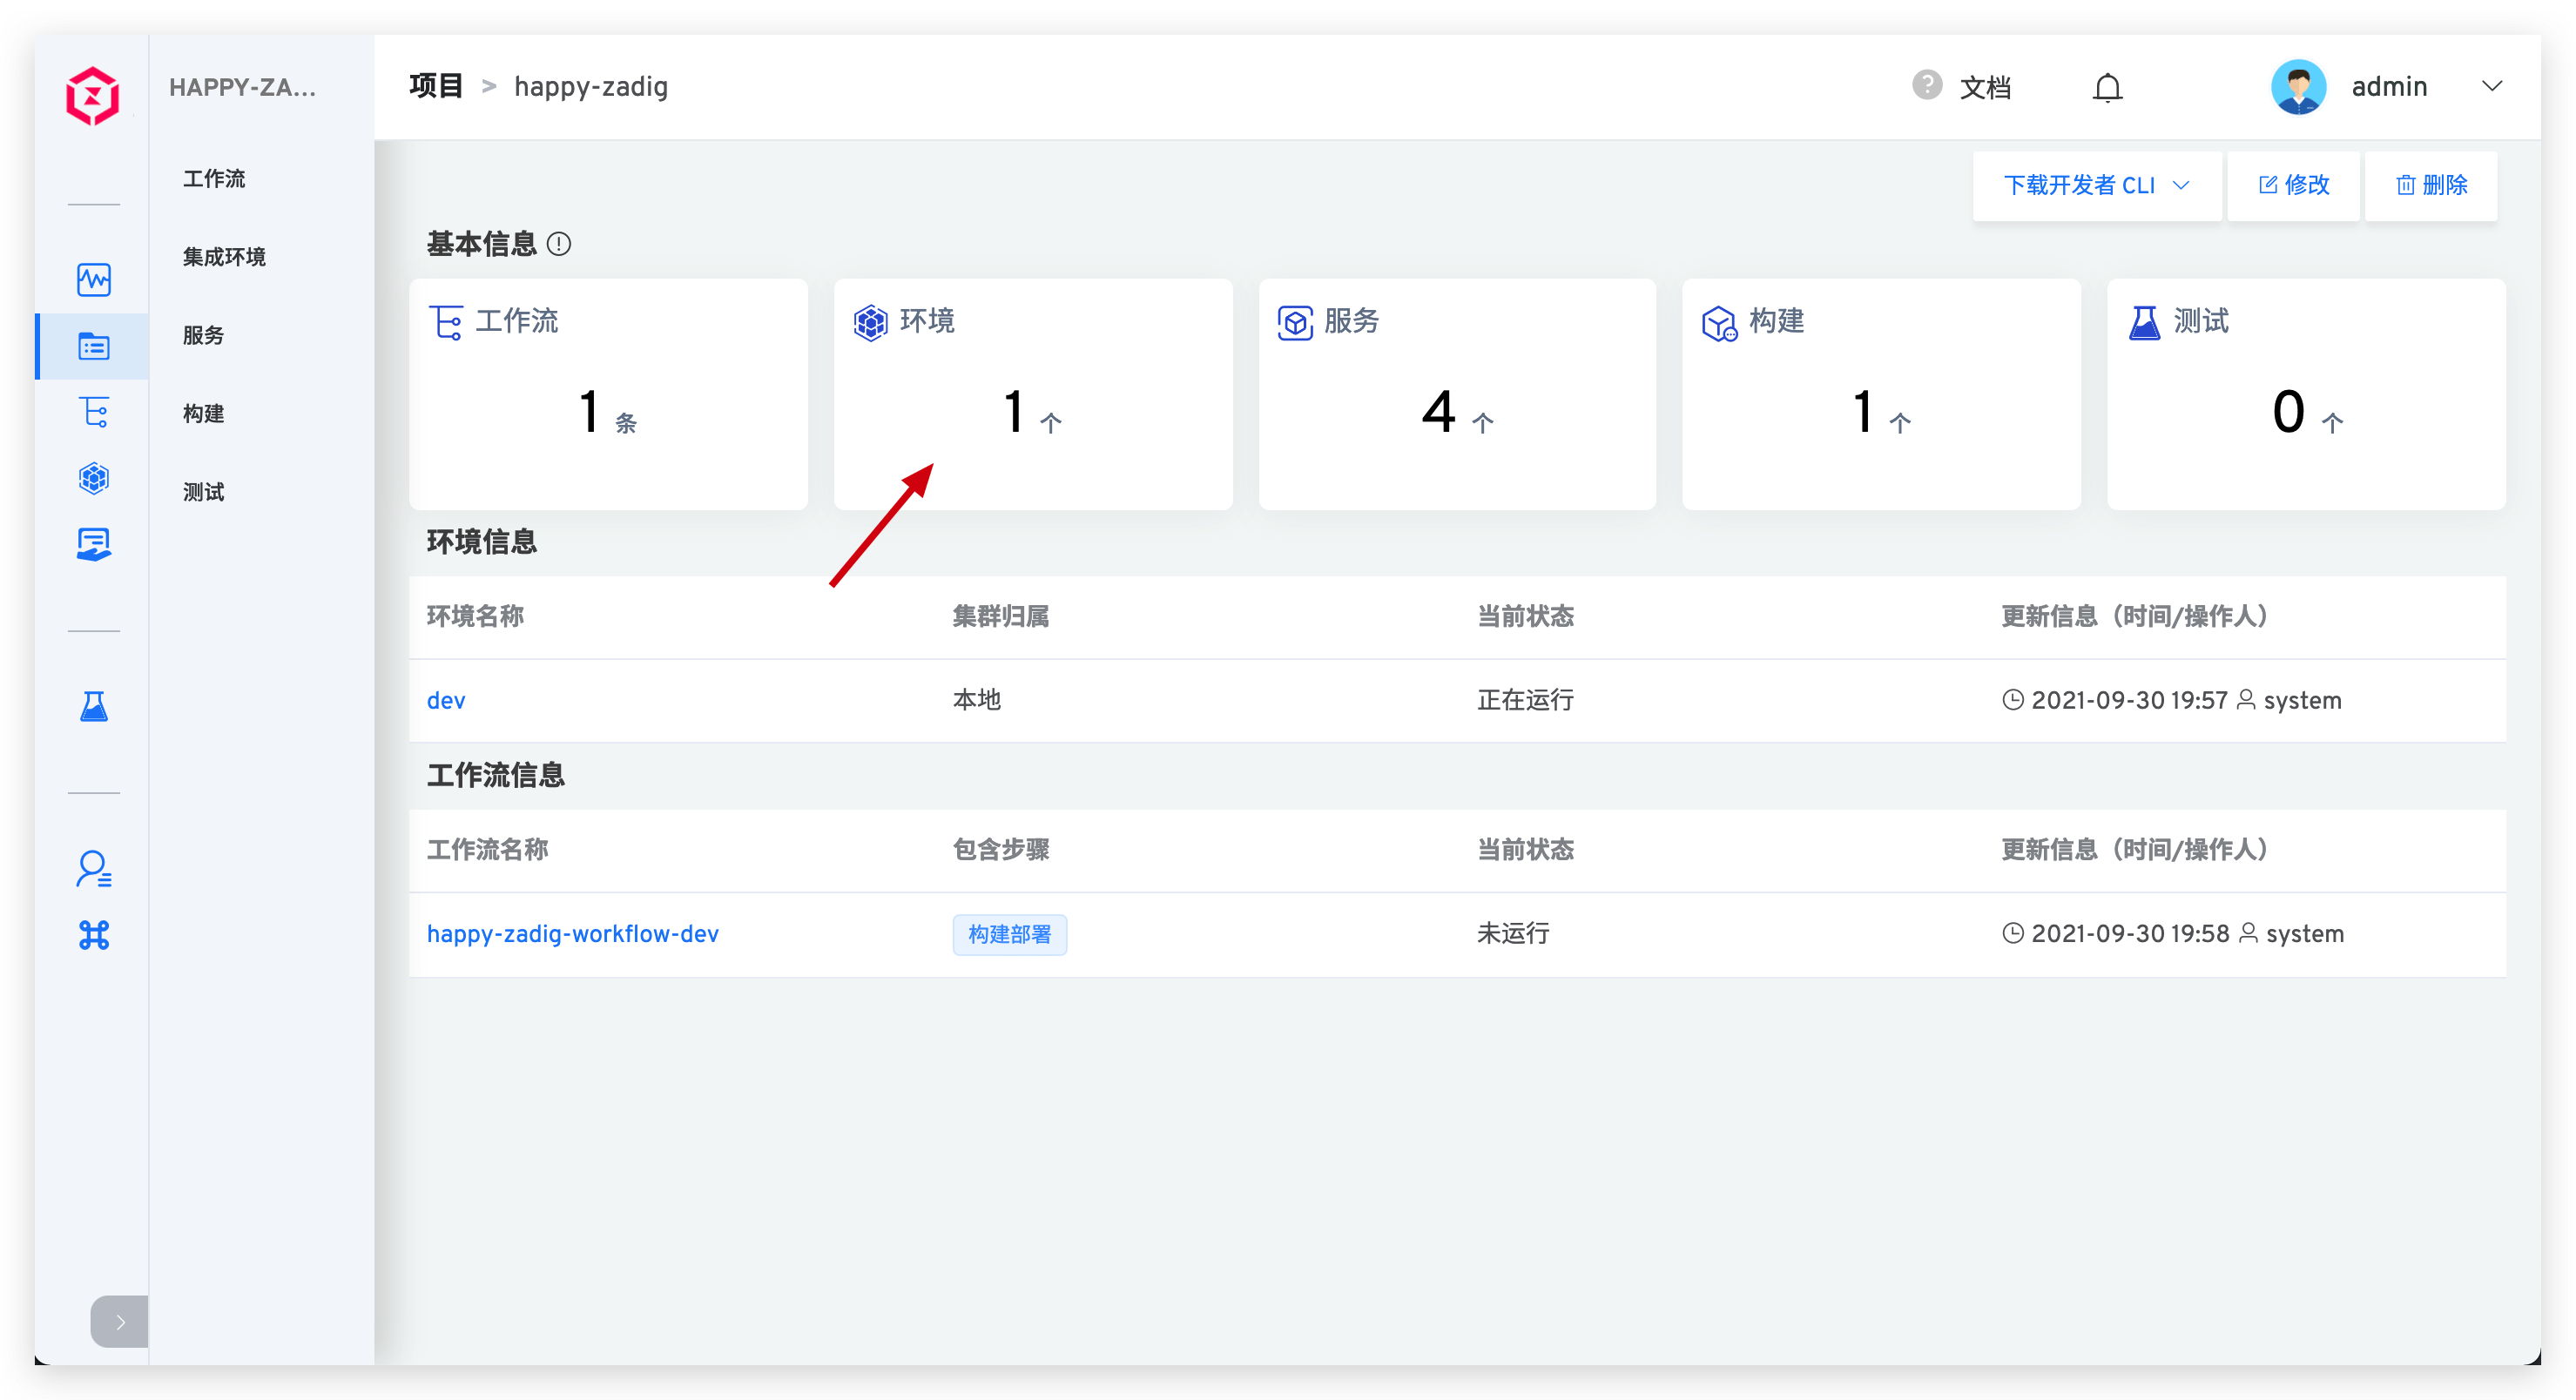 HAPPY-ZA...
工作流
集成环境
服务
构建
测试
项目 > happy-zadig
文档
admin
下载开发者 CLI
修改
删除
基本信息
工作流
1 条
环境
1 个
服务
4 个
构建
1 个
测试
0 个
环境信息
环境名称 集群归属 当前状态 更新信息（时间/操作人）
dev 本地 正在运行 2021-09-30 19:57 system
工作流信息
工作流名称 包含步骤 当前状态 更新信息（时间/操作人）
happy-zadig-workflow-dev 构建部署 未运行 2021-09-30 19:58 system